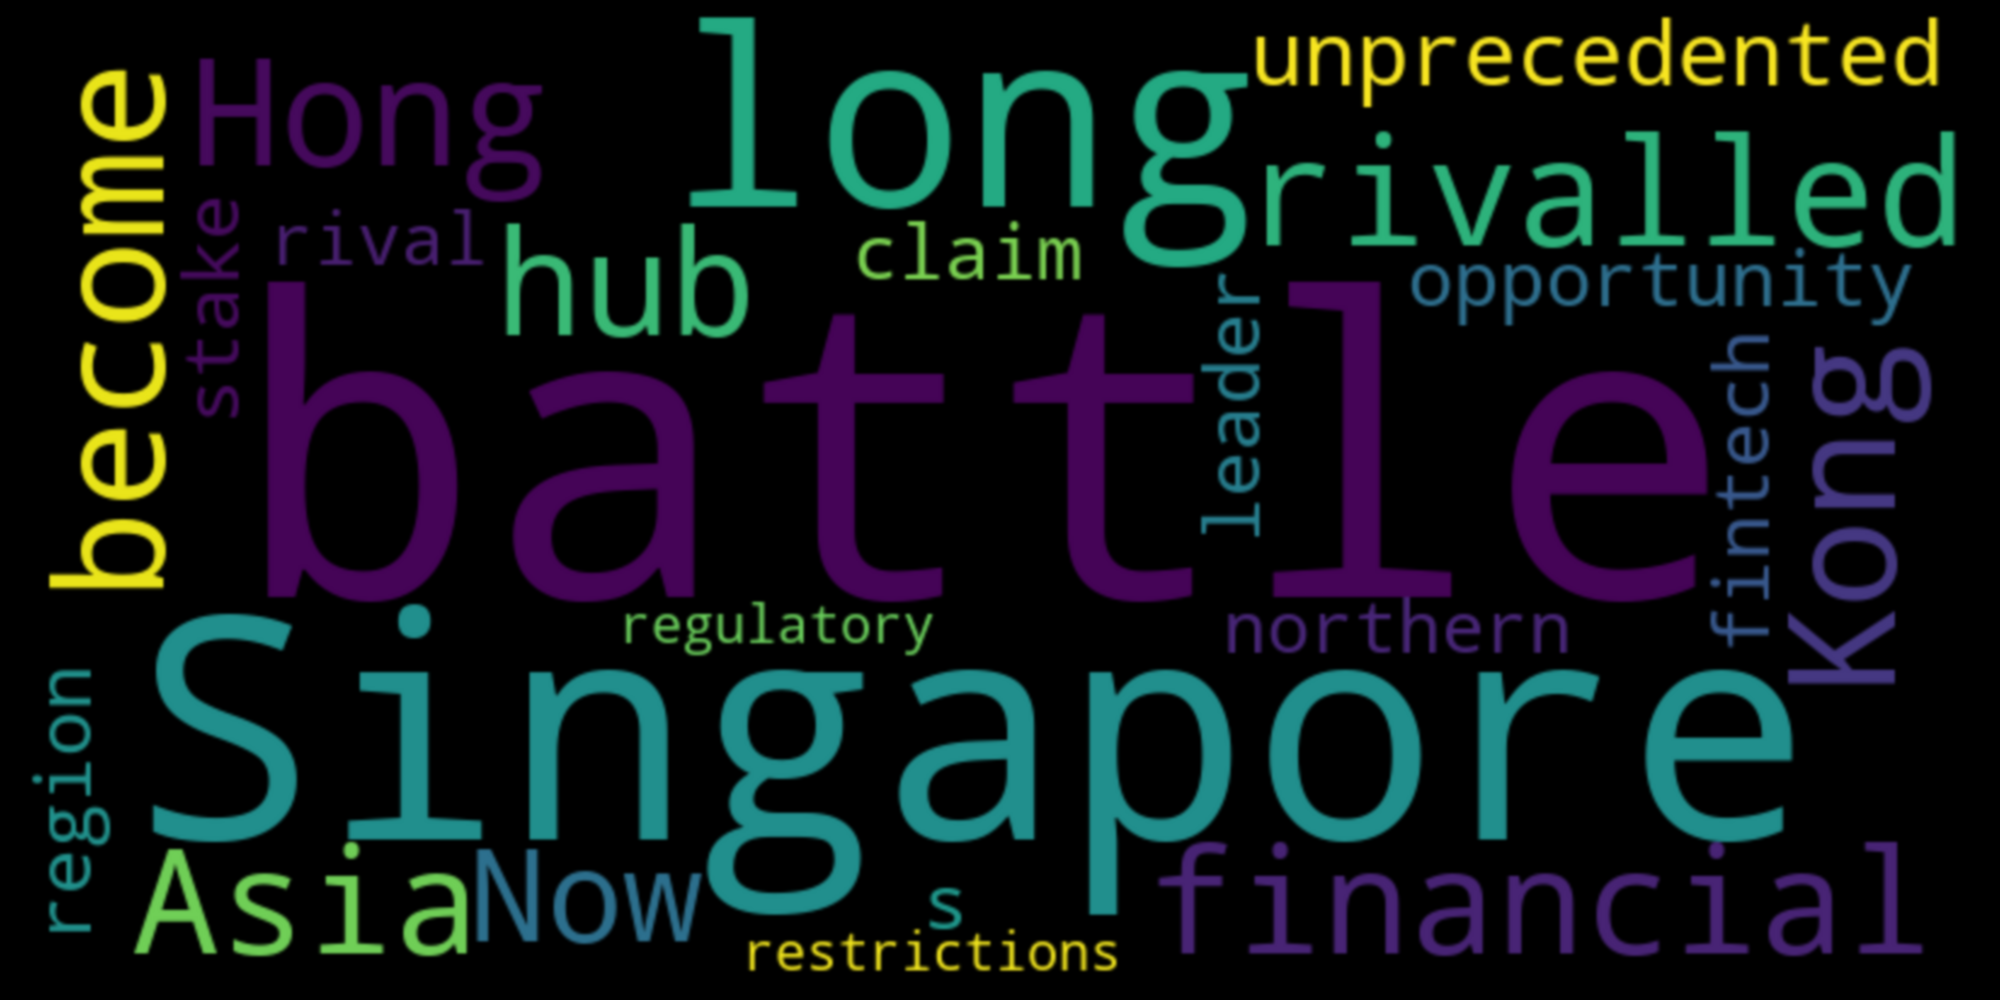 unprecedented
long
Hong
become
rivalled
rival
hub
claim
stake
opportunity
leader
battle
fintech
Kong
regulatory
northern
Singapore
region
Asia
Now
s
financial
restrictions